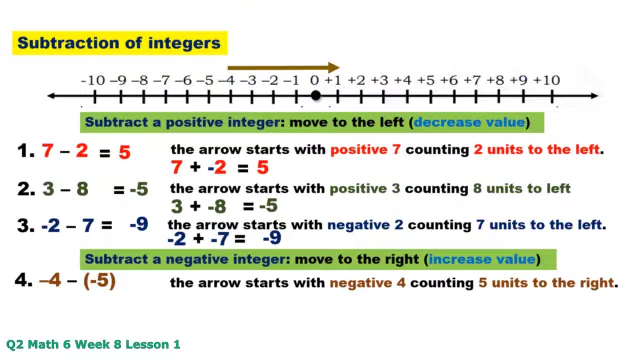 Subtraction of integers
-10 -9 -8 -7 -6 -5 -4 -3 -2 -1 0 +1 +2 +3 +4 +5 +6 +7 +8 +9 +10
Subtract a positive integer: move to the left (decrease value)
1. 7 – 2 = 5 the arrow starts with positive 7 counting 2 units to the left.
7 + -2 = 5
2. 3 – 8 = -5 the arrow starts with positive 3 counting 8 units to left
3 + -8 = -5
3. -2 – 7 = -9 the arrow starts with negative 2 counting 7 units to the left.
-2 + -7 = -9
Subtract a negative integer: move to the right (increase value)
4. –4 – (-5) the arrow starts with negative 4 counting 5 units to the right.
Q2 Math 6 Week 8 Lesson 1